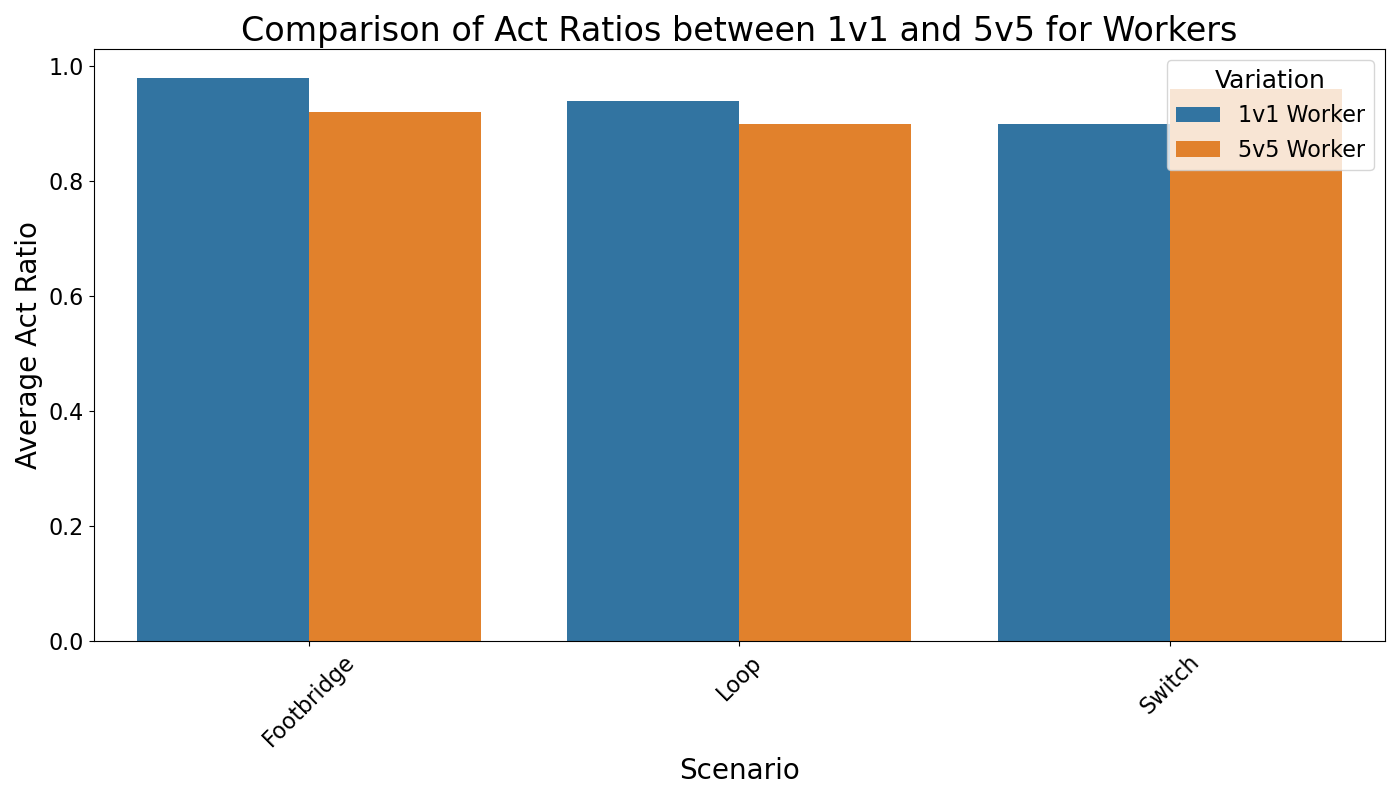 Comparison of Act Ratios between 1v1 and 5v5 for Workers
Variation
1v1 Worker
5v5 Worker
Average Act Ratio
1.0
0.8
0.6
0.4
0.2
0.0
Footbridge
Loop
Switch
Scenario